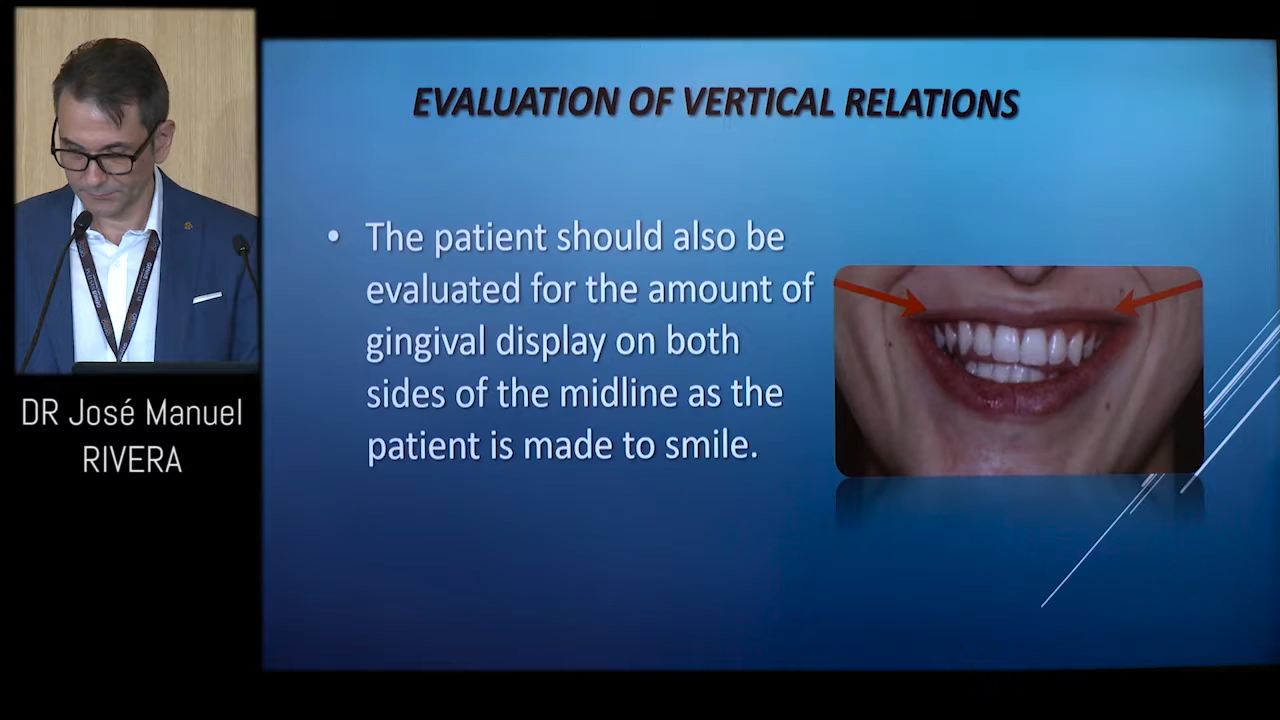 EVALUATION OF VERTICAL RELATIONS
• The patient should also be
evaluated for the amount of
gingival display on both
sides of the midline as the
patient is made to smile.
DR José Manuel
RIVERA